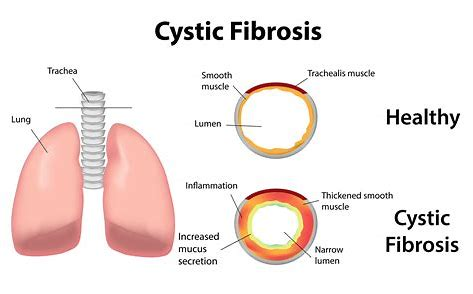 Cystic Fibrosis
Trachea
Lung
Smooth
muscle
Trachealis muscle
Lumen
Healthy
Inflammation
Thickened smooth
muscle
Increased
mucus
secretion
Narrow
lumen
Cystic
Fibrosis